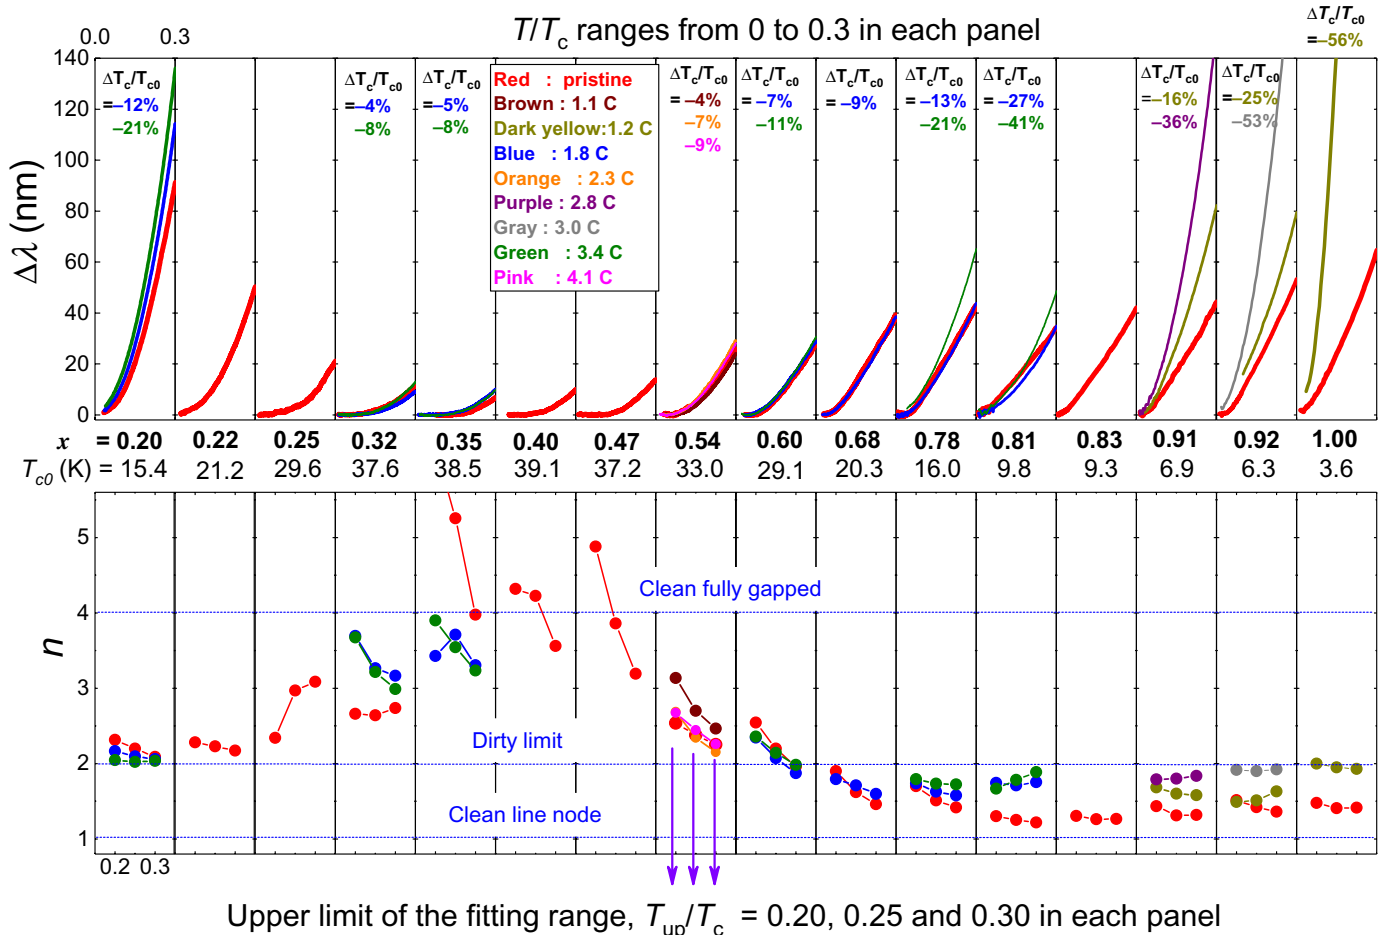 T/Tc ranges from 0 to 0.3 in each panel
0.0 0.3
ΔTc/Tc0
=–56%
140
120
100
80
60
40
20
0
Δλ (nm)
ΔTc/Tc0
=–12%
–21%
ΔTc/Tc0
=–4%
–8%
ΔTc/Tc0
=–5%
–8%
Red : pristine
Brown : 1.1 C
Dark yellow:1.2 C
Blue : 1.8 C
Orange : 2.3 C
Purple : 2.8 C
Gray : 3.0 C
Green : 3.4 C
Pink : 4.1 C
ΔTc/Tc0
=–4%
–7%
–9%
ΔTc/Tc0
=–7%
–11%
ΔTc/Tc0
=–9%
ΔTc/Tc0
=–13%
–21%
ΔTc/Tc0
=–27%
–41%
ΔTc/Tc0
=–16%
–36%
ΔTc/Tc0
=–25%
–53%
x = 0.20 0.22 0.25 0.32 0.35 0.40 0.47 0.54 0.60 0.68 0.78 0.81 0.83 0.91 0.92 1.00
Tc0 (K) = 15.4 21.2 29.6 37.6 38.5 39.1 37.2 33.0 29.1 20.3 16.0 9.8 9.3 6.9 6.3 3.6
5
4
3
2
1
n
Clean fully gapped
Dirty limit
Clean line node
0.2 0.3
Upper limit of the fitting range, Tup/Tc = 0.20, 0.25 and 0.30 in each panel